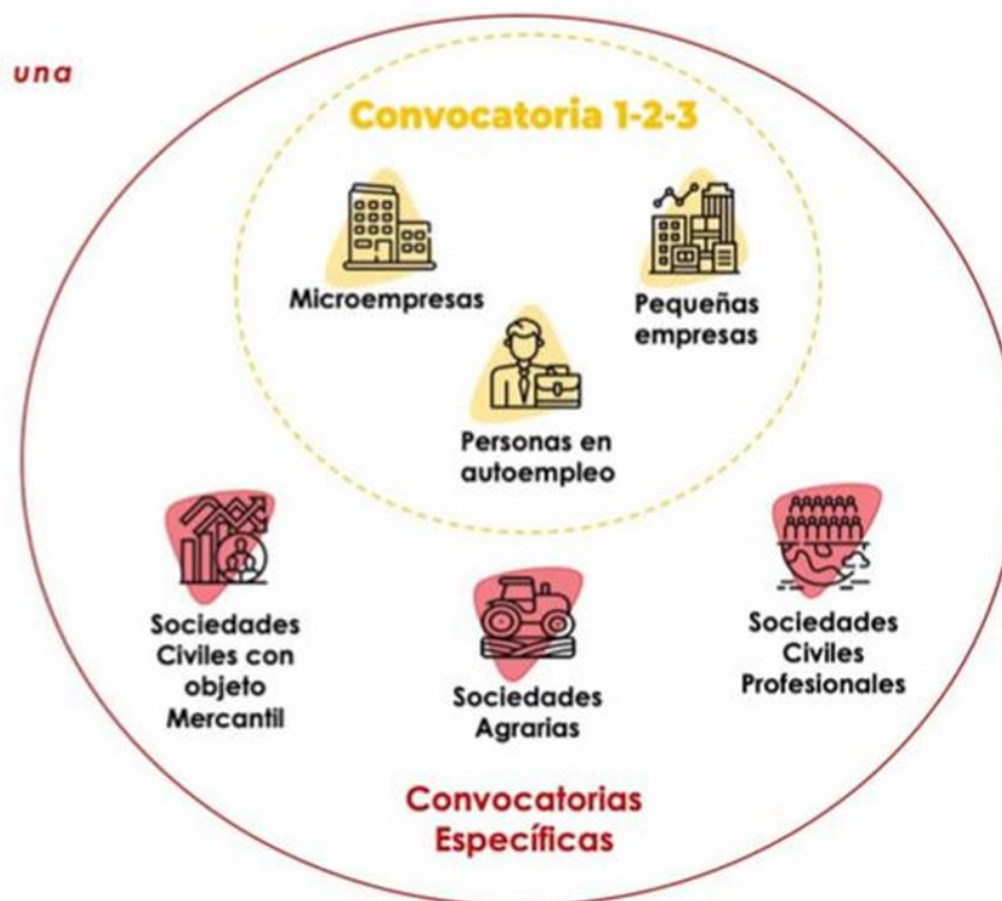 una
Convocatoria 1-2-3
Microempresas
Pequeñas
empresas
Personas en
autoempleo
Sociedades
Civiles con
objeto
Mercantil
Sociedades
Agrarias
Sociedades
Civiles
Profesionales
Convocatorias
Específicas